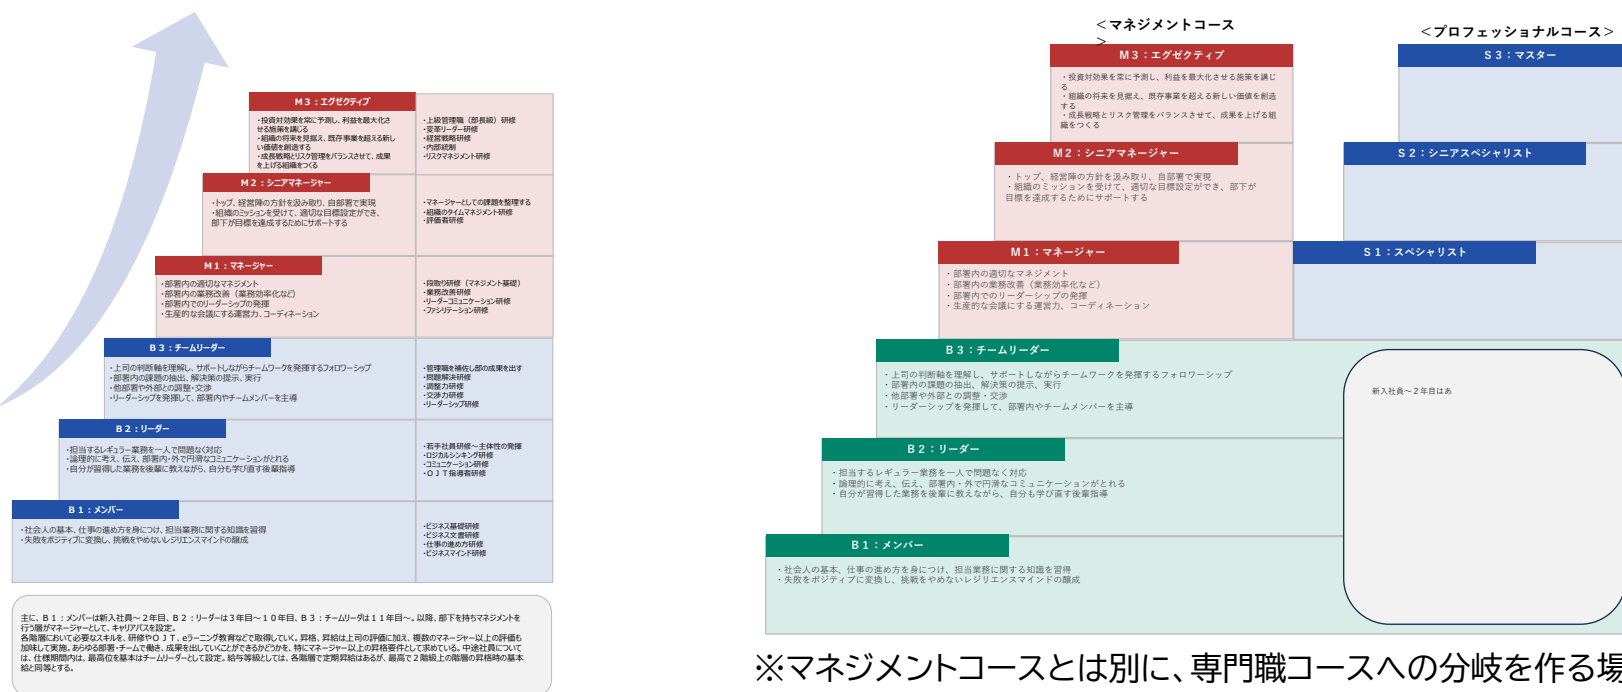 M３：エグゼクティブ
・投資対効果を常に予測し、利益を最大化さ
せる施策を講じる
・組織の将来を見据え、既存事業を超える新し
い価値を創造する
・成長戦略とリスク管理をバランスさせて、成果
を上げる組織をつくる
・上級管理職（部長級）研修
・変革リーダー研修
・経営戦略研修
・内部統制
・リスクマネジメント研修
M２：シニアマネージャー
・トップ、経営陣の方針を汲み取り、自部署で実現
・組織のミッションを受けて、適切な目標設定ができ、
部下が目標を達成するためにサポートする
・マネージャーとしての課題を整理する
・組織のタイムマネジメント研修
・評価者研修
M１：マネージャー
・部署内の適切なマネジメント
・部署内の業務改善（業務効率化など）
・部署内でのリーダーシップの発揮
・生産的な会議にする運営力、コーディネーション
・段取り研修（マネジメント基礎）
・業務改善研修
・リーダーコミュニケーション研修
・ファシリテーション研修
B３：チームリーダー
・上司の判断軸を理解し、サポートしながらチームワークを発揮するフォロワーシップ
・部署内の課題の抽出、解決策の提示、実行
・他部署や外部との調整・交渉
・リーダーシップを発揮して、部署内やチームメンバーを主導
・管理職を補佐し部の成果を出す
・問題解決研修
・調整力研修
・交渉力研修
・リーダーシップ研修
B２：リーダー
・担当するレギュラー業務を一人で問題なく対応
・論理的に考え、伝え、部署内・外で円滑なコミュニケーションがとれる
・自分が習得した業務を後輩に教えながら、自分も学び直す後輩指導
・若手社員研修～主体性の発揮
・ロジカルシンキング研修
・コミュニケーション研修
・ＯＪＴ指導者研修
B１：メンバー
・社会人の基本、仕事の進め方を身につけ、担当業務に関する知識を習得
・失敗をポジティブに変換し、挑戦をやめないレジリエンスマインドの醸成
・ビジネス基礎研修
・ビジネス文書研修
・仕事の進め方研修
・ビジネスマインド研修
主に、Ｂ１：メンバーは新入社員～２年目、Ｂ２：リーダーは３年目～１０年目、Ｂ３：チームリーダは１１年目～。以降、部下を持ちマネジメントを
行う層がマネージャーとして、キャリアパスを設定。
各階層において必要なスキルを、研修やＯＪＴ、eラーニング教育などで取得していく。昇格、昇給は上司の評価に加え、複数のマネージャー以上の評価も
加味して実施。あらゆる部署・チームで働き、成果を出していくことができるかどうかを、特にマネージャー以上の昇格要件として求めている。中途社員について
は、仕様期間内は、最高位を基本はチームリーダーとして設定。給与等級としては、各階層で定期昇給はあるが、最高で２階級上の階層の昇格時の基本
給と同等とする。
＜マネジメントコース
＞
M３：エグゼクティブ
・投資対効果を常に予測し、利益を最大化させる施策を講じ
る
・組織の将来を見据え、既存事業を超える新しい価値を創造
する
・成長戦略とリスク管理をバランスさせて、成果を上げる組
織をつくる
M２：シニアマネージャー
・トップ、経営陣の方針を汲み取り、自部署で実現
・組織のミッションを受けて、適切な目標設定ができ、部下が
目標を達成するためにサポートする
M１：マネージャー
・部署内の適切なマネジメント
・部署内の業務改善（業務効率化など）
・部署内でのリーダーシップの発揮
・生産的な会議にする運営力、コーディネーション
＜プロフェッショナルコース＞
S３：マスター
S２：シニアスペシャリスト
S１：スペシャリスト
B３：チームリーダー
・上司の判断軸を理解し、サポートしながらチームワークを発揮するフォロワーシップ
・部署内の課題の抽出、解決策の提示、実行
・他部署や外部との調整・交渉
・リーダーシップを発揮して、部署内やチームメンバーを主導
B２：リーダー
・担当するレギュラー業務を一人で問題なく対応
・論理的に考え、伝え、部署内・外で円滑なコミュニケーションがとれる
・自分が習得した業務を後輩に教えながら、自分も学び直す後輩指導
B１：メンバー
・社会人の基本、仕事の進め方を身につけ、担当業務に関する知識を習得
・失敗をポジティブに変換し、挑戦をやめないレジリエンスマインドの醸成
新入社員～２年目はあ
※マネジメントコースとは別に、専門職コースへの分岐を作る場